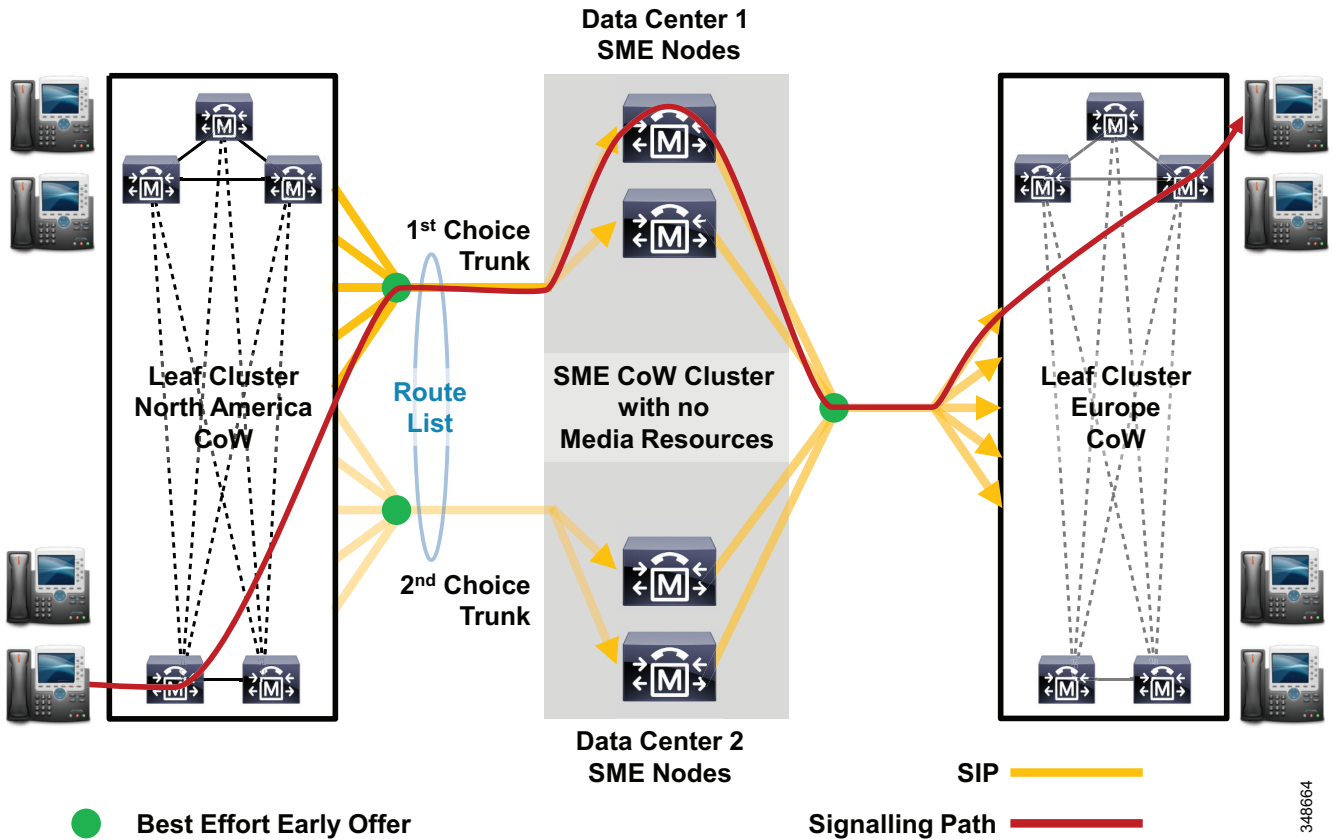 Data Center 1
SME Nodes
M
M
M
M
M
M
M
M
1st Choice
Trunk
Leaf Cluster
North America
CoW
Route
List
SME CoW Cluster
with no
Media Resources
Leaf Cluster
Europe
CoW
2nd Choice
Trunk
M
M
M
M
M
M
Data Center 2
SME Nodes
SIP
Best Effort Early Offer
Signalling Path
348664